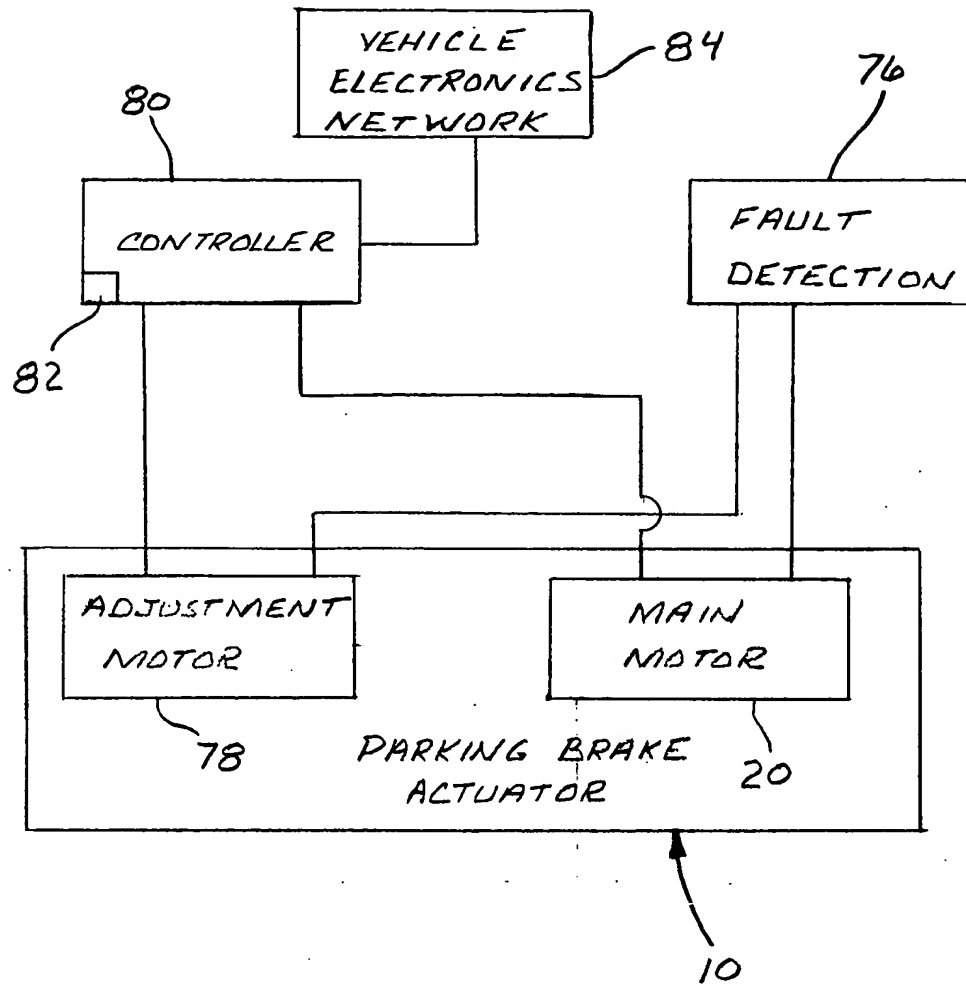 VEHICLE
ELECTRONICS
NETWORK
84
76
80
CONTROLLER
FAULT
DETECTION
82
ADJUSTMENT
MOTOR
MAIN
MOTOR
78
20
PARKING BRAKE
ACTUATOR
10